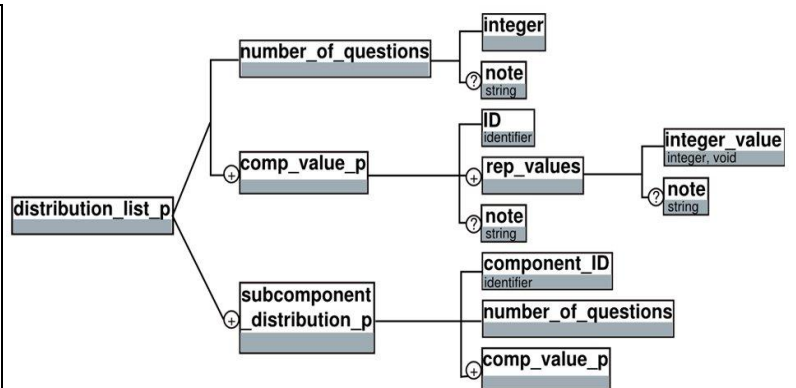 integer
number_of_questions
?
note
string
ID
identifier
integer_value
integer, void
+
comp_value_p
+
rep_values
?
note
string
distribution_list_p
?
note
string
component_ID
identifier
subcomponent
_distribution_p
+
number_of_questions
+
comp_value_p